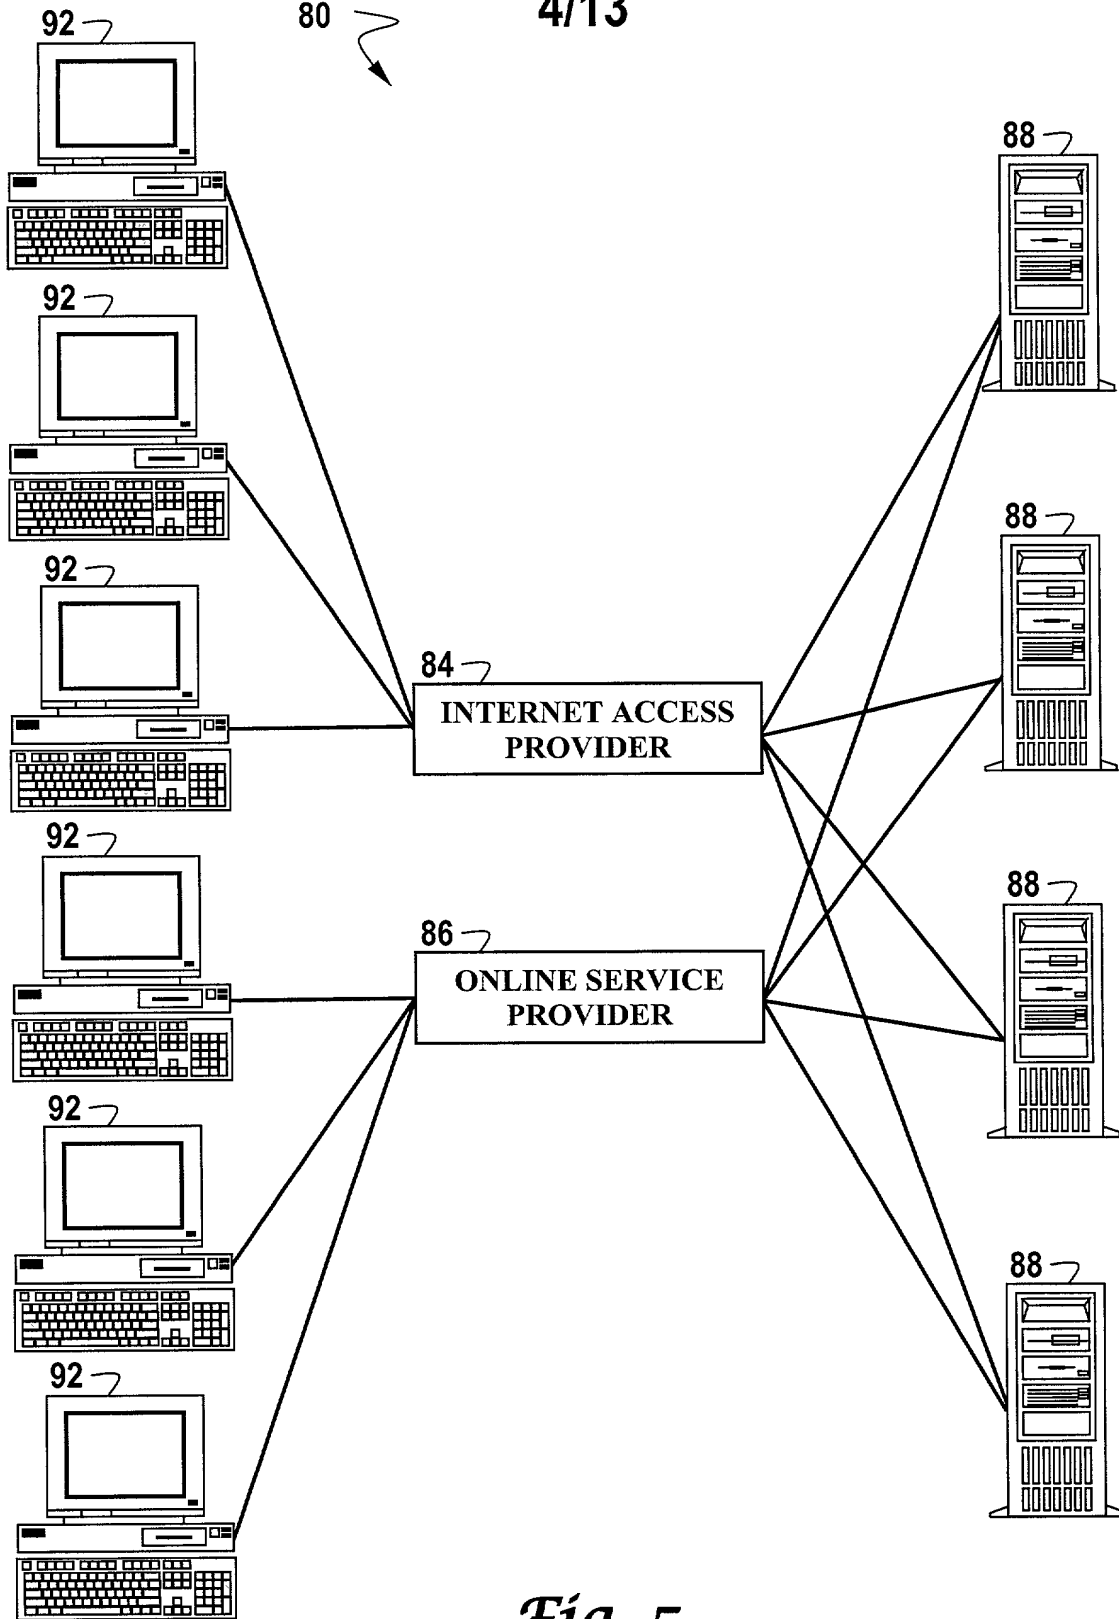 4/13
80
92
92
92
92
92
92
84
INTERNET ACCESS
PROVIDER
86
ONLINE SERVICE
PROVIDER
88
88
88
88
Fig. 5